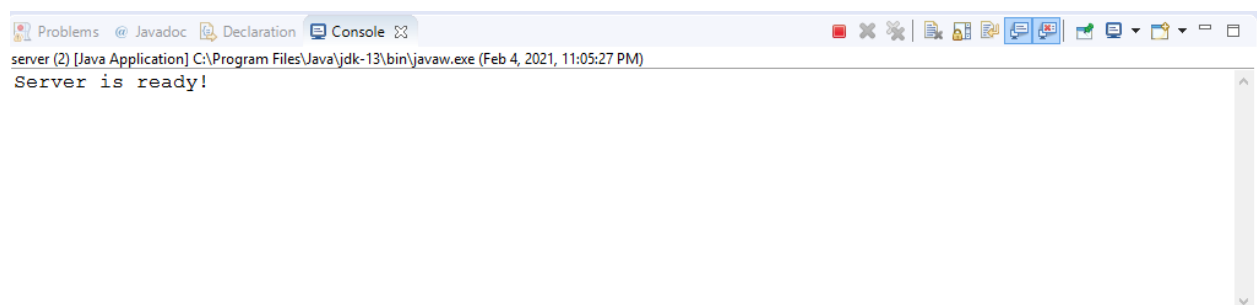 Problems @ Javadoc Declaration Console
server (2) [Java Application] C:\Program Files\Java\jdk-13\bin\javaw.exe (Feb 4, 2021, 11:05:27 PM)
Server is ready!